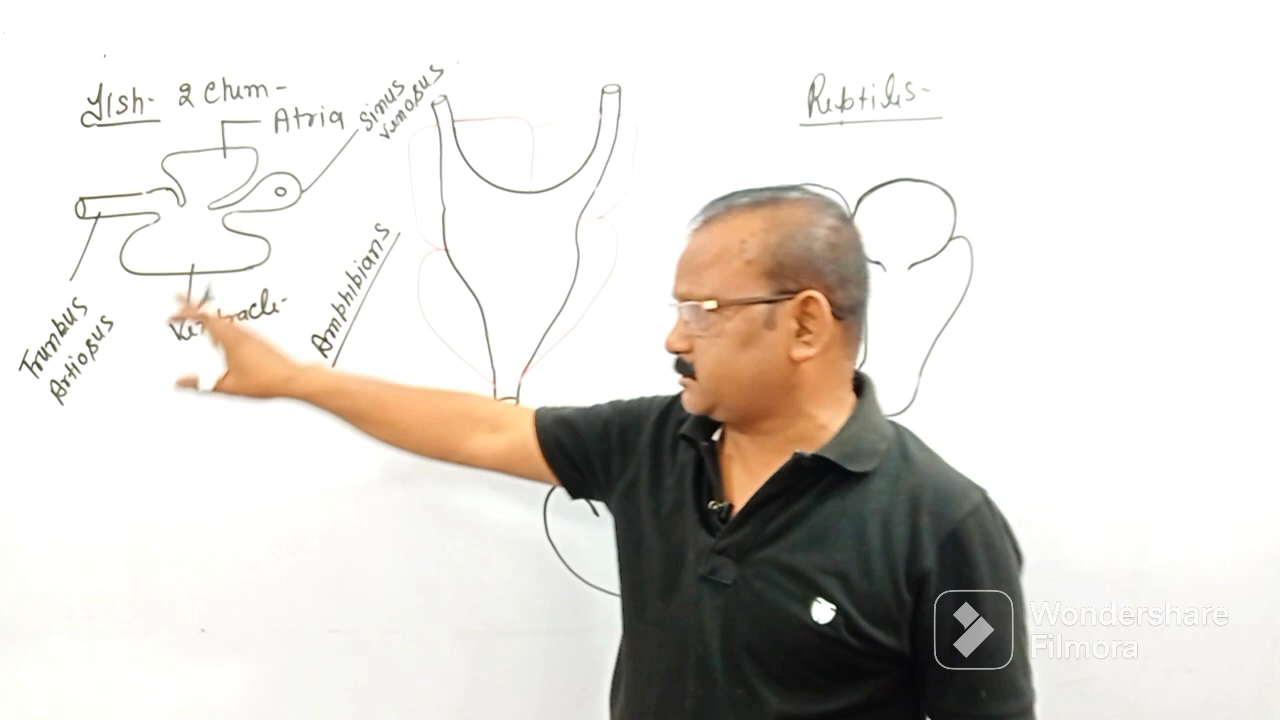 Fish- 2 Chum-
Atria
Sinus
Venosus
Trunbus
Artiosus
Amphibians
Reptiles-
Wondershare
Filmora